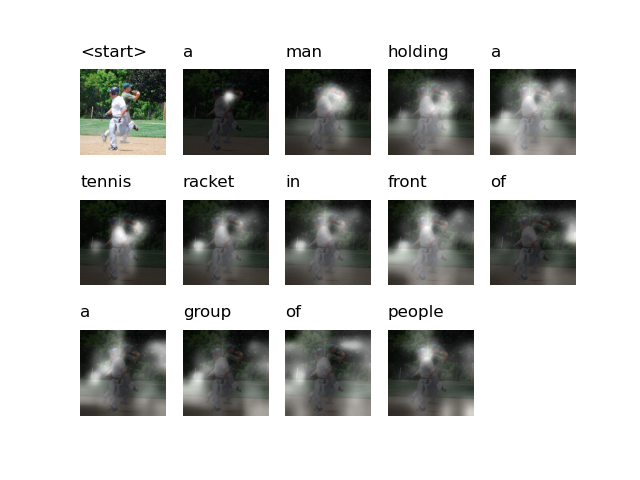 <start> a man holding a
tennis racket in front of
a group of people